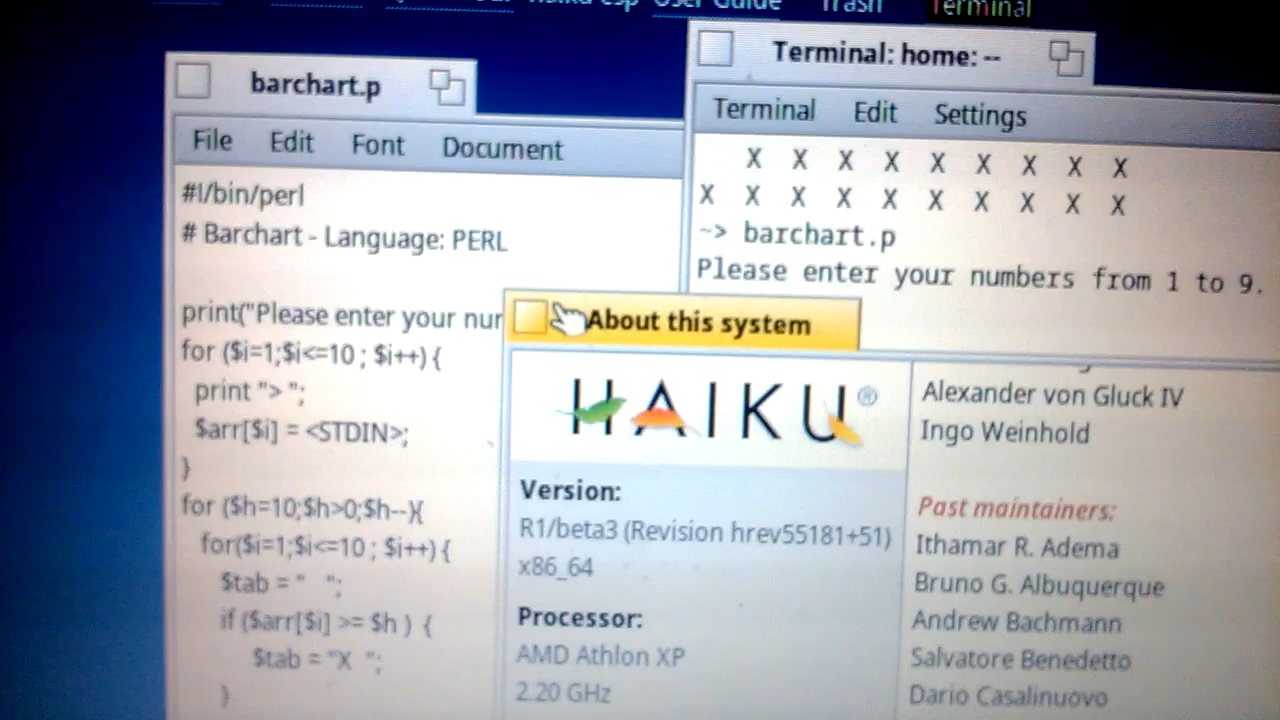 User Guide
Trash
Terminal
barchart.p
File Edit Font Document
#!/bin/perl
# Barchart - Language: PERL
print("Please enter your nur
for ($i=1;$i<=10 ; $i++) {
print "> ";
$arr[$i] = <STDIN>;
}
for ($h=10;$h>0;$h--){
for($i=1;$i<=10 ; $i++) {
$tab = "   ";
if ($arr[$i] >= $h ) {
$tab = "X  ";
}
Terminal: home: --
Terminal Edit Settings
X X X X X X X X X
X X X X X X X X X X
~> barchart.p
Please enter your numbers from 1 to 9.
About this system
HAIKU®
Version:
R1/beta3 (Revision hrev55181+51)
x86_64
Processor:
AMD Athlon XP
2.20 GHz
Alexander von Gluck IV
Ingo Weinhold
Past maintainers:
Ithamar R. Adema
Bruno G. Albuquerque
Andrew Bachmann
Salvatore Benedetto
Dario Casalinuovo